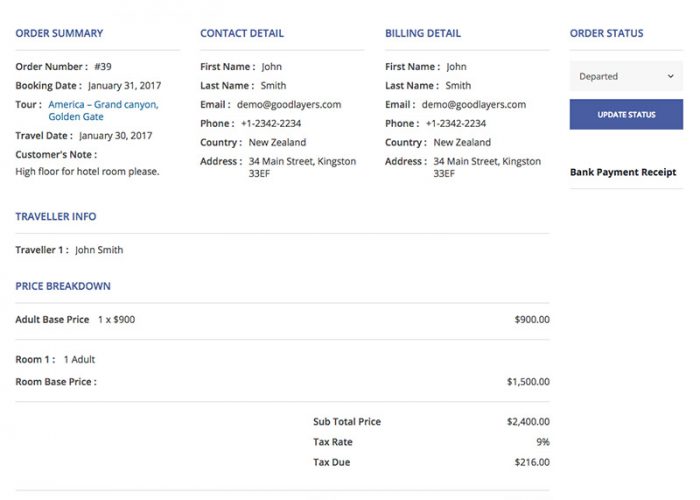 ORDER SUMMARY
Order Number : #39
Booking Date : January 31, 2017
Tour : America – Grand canyon,
Golden Gate
Travel Date : January 30, 2017
Customer's Note :
High floor for hotel room please.
CONTACT DETAIL
First Name : John
Last Name : Smith
Email : demo@goodlayers.com
Phone : +1-2342-2234
Country : New Zealand
Address : 34 Main Street, Kingston
33EF
BILLING DETAIL
First Name : John
Last Name : Smith
Email : demo@goodlayers.com
Phone : +1-2342-2234
Country : New Zealand
Address : 34 Main Street, Kingston
33EF
ORDER STATUS
Departed
UPDATE STATUS
Bank Payment Receipt
TRAVELLER INFO
Traveller 1 : John Smith
PRICE BREAKDOWN
Adult Base Price 1 x $900 $900.00
Room 1 : 1 Adult
Room Base Price : $1,500.00
Sub Total Price $2,400.00
Tax Rate 9%
Tax Due $216.00